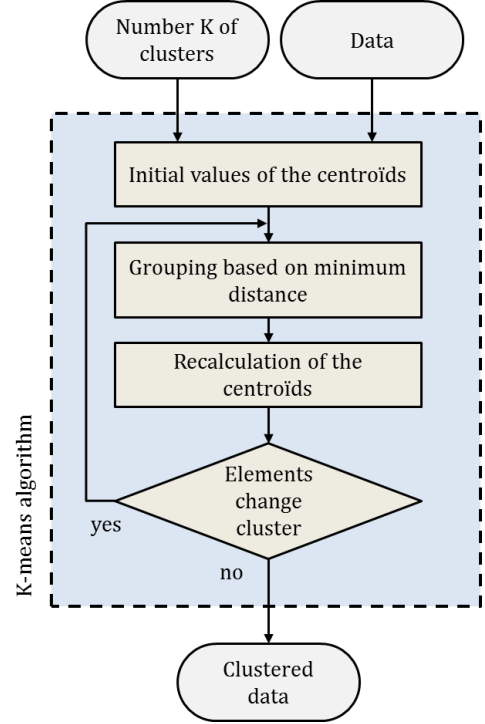 Number K of
clusters
Data
Initial values of the centroïds
Grouping based on minimum
distance
Recalculation of the
centroïds
Elements
change
cluster
yes
no
K-means algorithm
Clustered
data